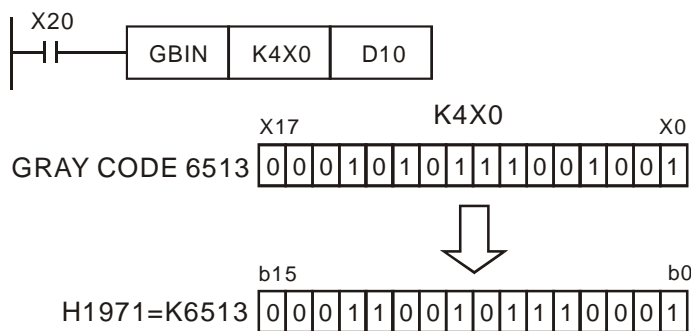 X20
GBIN K4X0 D10
K4X0
X17 X0
GRAY CODE 6513 0 0 0 1 0 1 0 1 1 1 0 0 1 0 0 1
b15 b0
H1971=K6513 0 0 0 1 1 0 0 1 0 1 1 1 0 0 0 1